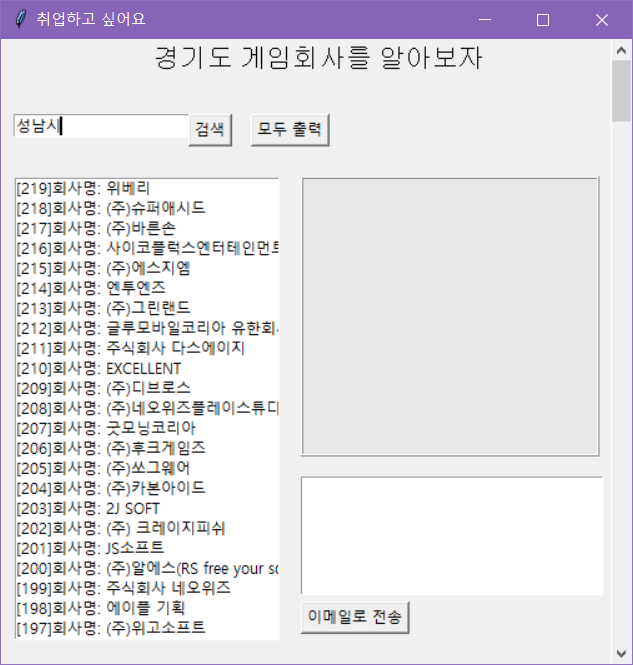 취업하고 싶어요
경기도 게임회사를 알아보자
성남시
검색
모두 출력
[219]회사명: 위베리
[218]회사명: (주)슈퍼애시드
[217]회사명: (주)바른손
[216]회사명: 사이코플럭스엔터테인먼트
[215]회사명: (주)에스지엠
[214]회사명: 엔투엔즈
[213]회사명: (주)그린랜드
[212]회사명: 글루모바일코리아 유한회
[211]회사명: 주식회사 다스에이지
[210]회사명: EXCELLENT
[209]회사명: (주)디브로스
[208]회사명: (주)네오위즈플레이스튜디
[207]회사명: 굿모닝코리아
[206]회사명: (주)후크게임즈
[205]회사명: (주)쏘그웨어
[204]회사명: (주)카본아이드
[203]회사명: 2J SOFT
[202]회사명: (주) 크레이지피쉬
[201]회사명: JS소프트
[200]회사명: (주)알에스(RS free your
[199]회사명: 주식회사 네오위즈
[198]회사명: 에이플 기획
[197]회사명: (주)위고소프트
이메일로 전송